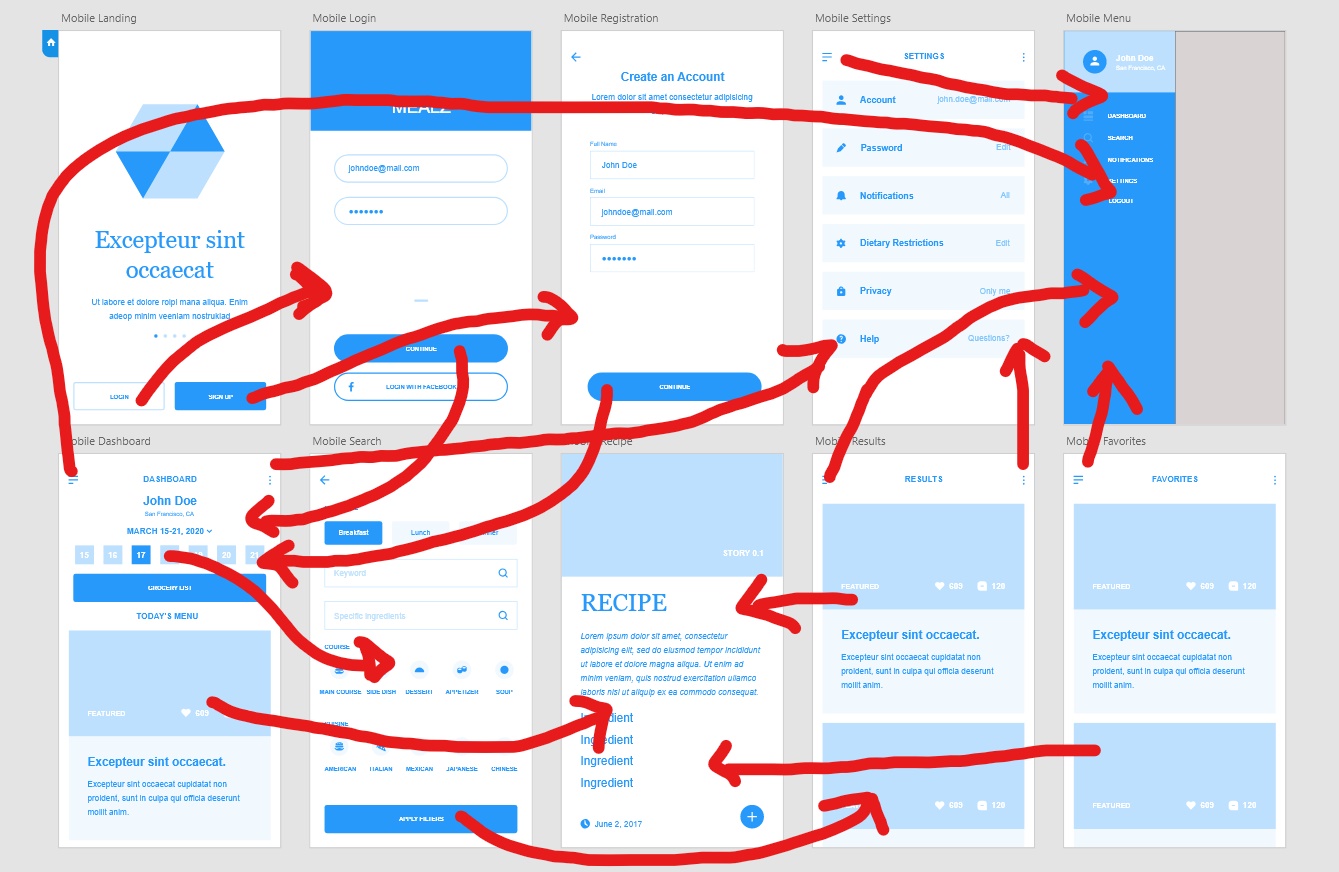 Mobile Landing
Excepteur sint
occaecat
Ut labore et dolore roipi mana aliqua. Enim
adeop minim veeniam nostrukiad
LOGIN
SIGN UP
Mobile Login
MEALZ
johndoe@mail.com
CONTINUE
LOGIN WITH FACEBOOK
Mobile Registration
Create an Account
Lorem dolor sit amet consectetur adipisicing
Full Name
John Doe
Email
johndoe@mail.com
Password
CONTINUE
Mobile Settings
SETTINGS
Account
john.doe@mail.com
Password
Edit
Notifications
All
Dietary Restrictions
Edit
Privacy
Only me
Help
Questions?
Mobile Menu
John Doe
San Francisco, CA
DASHBOARD
SEARCH
NOTIFICATIONS
SETTINGS
LOGOUT
Mobile Dashboard
DASHBOARD
John Doe
San Francisco, CA
MARCH 15-21, 2020
15 16 17 20 21
GROCERY LIST
TODAY'S MENU
FEATURED
689
Excepteur sint occaecat.
Excepteur sint occaecat cupidatat non
proident, sunt in culpa qui officia deserunt
mollit anim.
Mobile Search
Breakfast
Lunch
Keyword
Specific Ingredients
COURSE
MAIN COURSE SIDE DISH DESSERT APPETIZER SOUP
CUISINE
AMERICAN ITALIAN MEXICAN JAPANESE CHINESE
APPLY FILTERS
Recipe
STORY 0.1
RECIPE
Lorem ipsum dolor sit amet, consectetur
adipisicing elit, sed do eiusmod tempor incididunt
ut labore et dolore magna aliqua. Ut enim ad
minim veniam, quis nostrud exercitation ullamco
laboris nisi ut aliquip ex ea commodo consequat.
Ingredient
Ingredient
Ingredient
Ingredient
June 2, 2017
Mobile Results
RESULTS
FEATURED
689 120
Excepteur sint occaecat.
Excepteur sint occaecat cupidatat non
proident, sunt in culpa qui officia deserunt
mollit anim.
FEATURED
689 120
Mobile Favorites
FAVORITES
FEATURED
689 120
Excepteur sint occaecat.
Excepteur sint occaecat cupidatat non
proident, sunt in culpa qui officia deserunt
mollit anim.
FEATURED
689 120